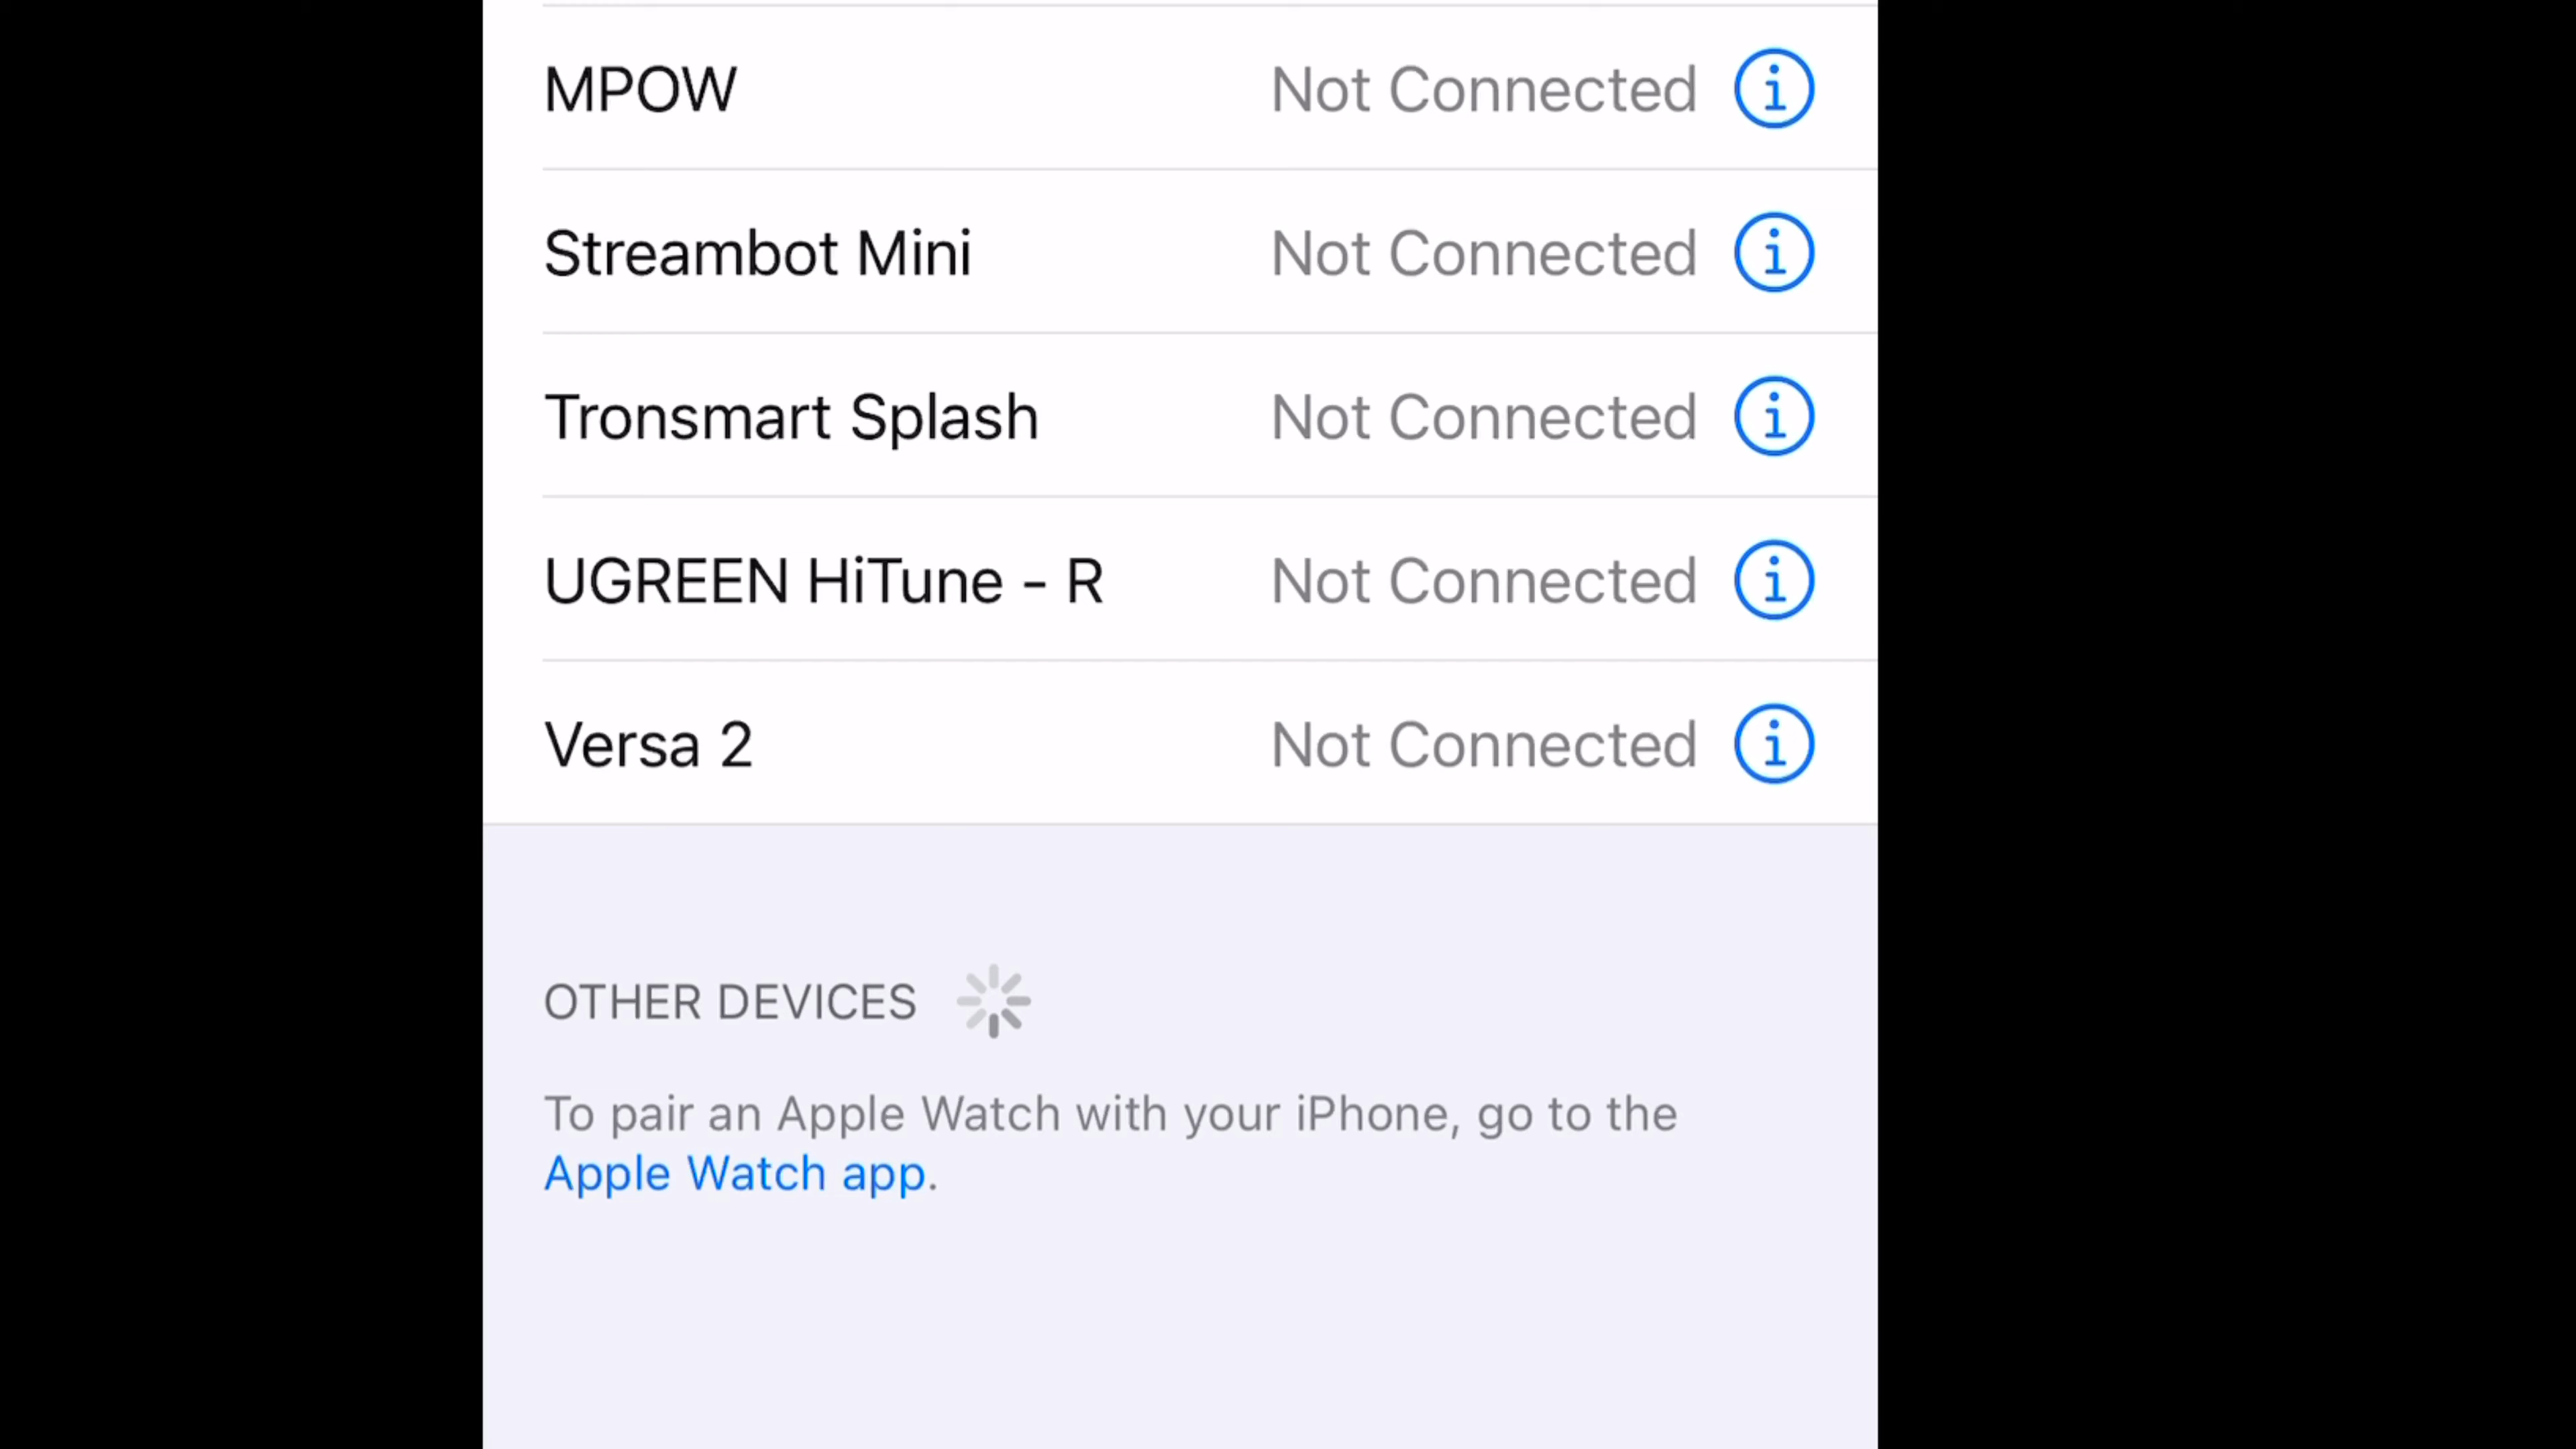 MPOW Not Connected
Streambot Mini Not Connected
Tronsmart Splash Not Connected
UGREEN HiTune - R Not Connected
Versa 2 Not Connected
OTHER DEVICES
To pair an Apple Watch with your iPhone, go to the
Apple Watch app.